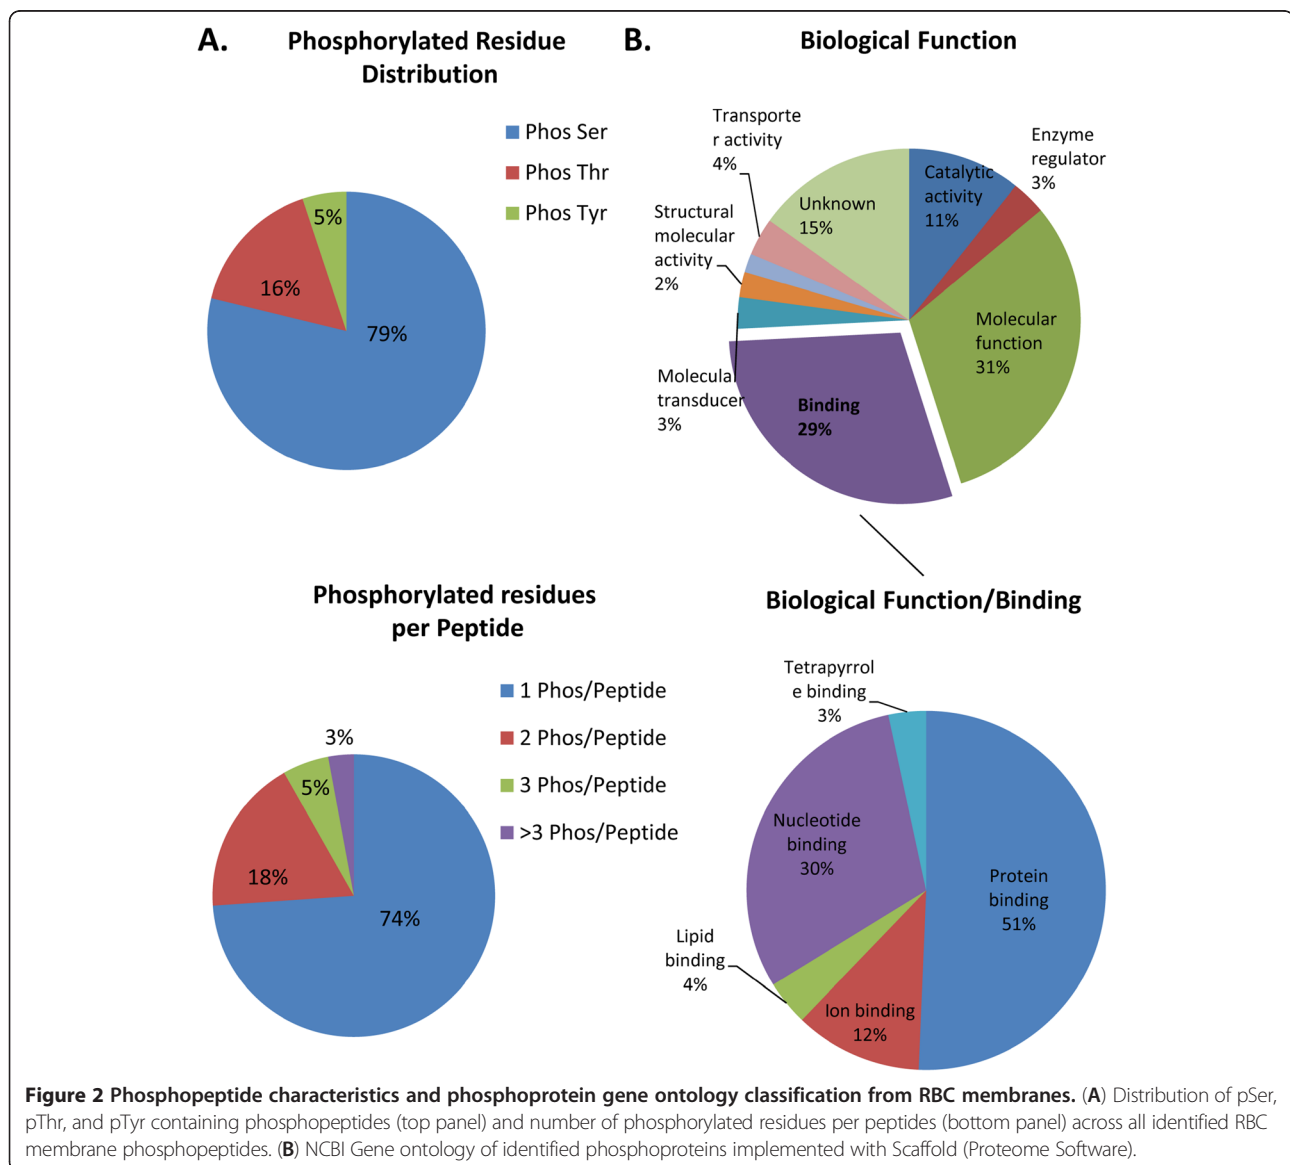 A.
Phosphorylated Residue
Distribution
Phos Ser
Phos Thr
Phos Tyr
5%
16%
79%
B.
Biological Function
Transporte
r activity
4%
Enzyme
regulator
3%
Catalytic
activity
11%
Unknown
15%
Structural
molecular
activity
2%
Molecular
function
31%
Molecular
transducer
3%
Binding
29%
Phosphorylated residues
per Peptide
1 Phos/Peptide
2 Phos/Peptide
3 Phos/Peptide
>3 Phos/Peptide
3%
5%
18%
74%
Biological Function/Binding
Tetrapyrrol
e binding
3%
Nucleotide
binding
30%
Protein
binding
51%
Lipid
binding
4%
Ion binding
12%
Figure 2 Phosphopeptide characteristics and phosphoprotein gene ontology classification from RBC membranes. (A) Distribution of pSer,
pThr, and pTyr containing phosphopeptides (top panel) and number of phosphorylated residues per peptides (bottom panel) across all identified RBC
membrane phosphopeptides. (B) NCBI Gene ontology of identified phosphoproteins implemented with Scaffold (Proteome Software).